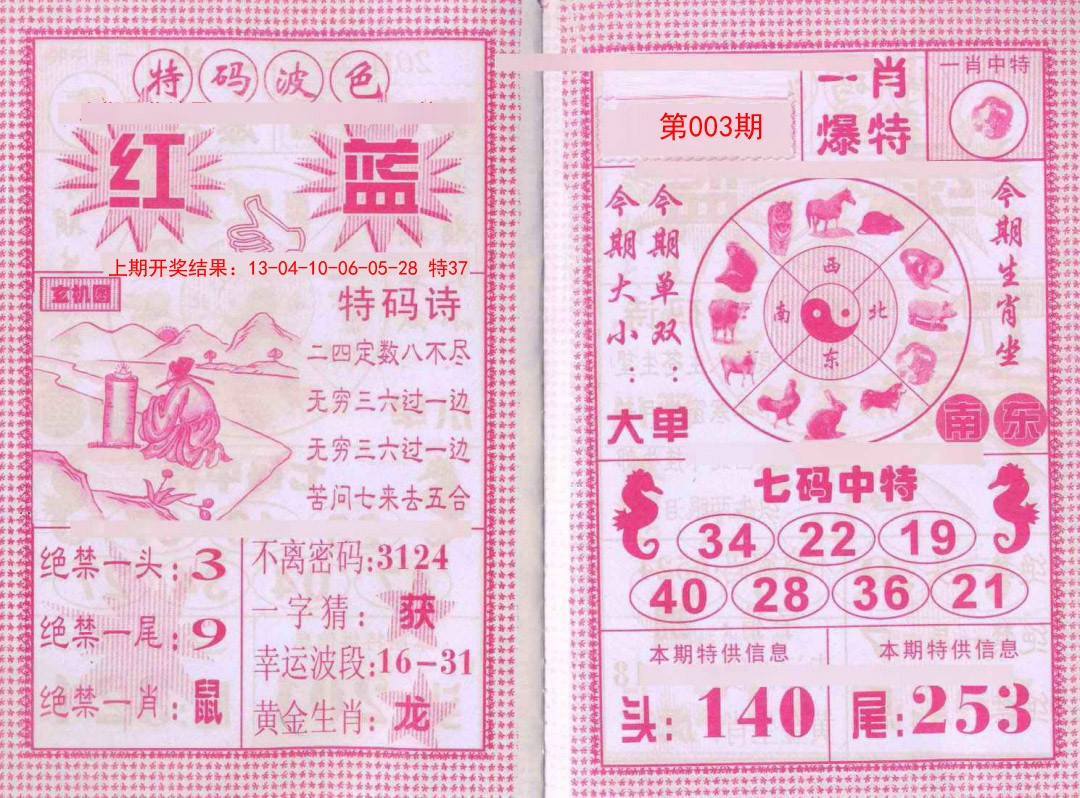 特码波色
红 蓝
上期开奖结果：13-04-10-06-05-28 特37
玄机图
特码诗
二四定数八不尽
无穷三六过一边
无穷三六过一边
苦问七来去五合
绝禁一头：3
绝禁一尾：9
绝禁一肖：鼠
不离密码:3124
一字猜：获
幸运波段:16-31
黄金生肖：龙
第003期
一肖
爆特
一肖中特
今期大小：大
今期单双：单
西
南 北
东
今期生肖坐
南东
七码中特
34 22 19
40 28 36 21
本期特供信息
头：140
本期特供信息
尾：253